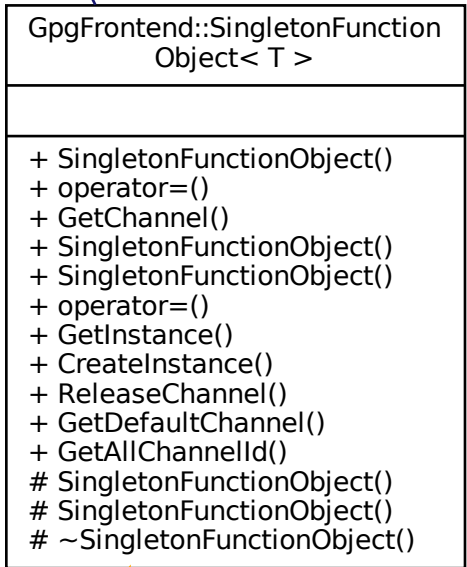 GpgFrontend::SingletonFunction
Object< T >
+ SingletonFunctionObject()
+ operator=()
+ GetChannel()
+ SingletonFunctionObject()
+ SingletonFunctionObject()
+ operator=()
+ GetInstance()
+ CreateInstance()
+ ReleaseChannel()
+ GetDefaultChannel()
+ GetAllChannelId()
# SingletonFunctionObject()
# SingletonFunctionObject()
# ~SingletonFunctionObject()